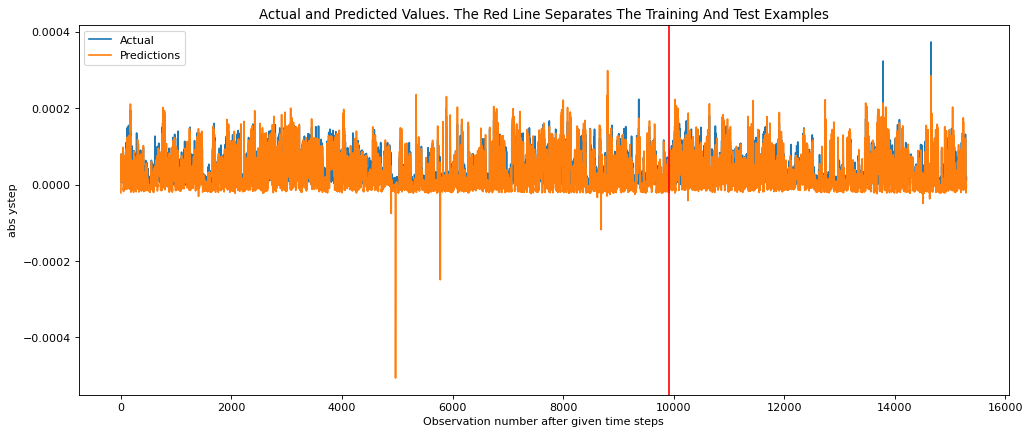 Actual and Predicted Values. The Red Line Separates The Training And Test Examples
Actual
Predictions
0.0004
0.0002
0.0000
−0.0002
−0.0004
abs ystep
0 2000 4000 6000 8000 10000 12000 14000 16000
Observation number after given time steps